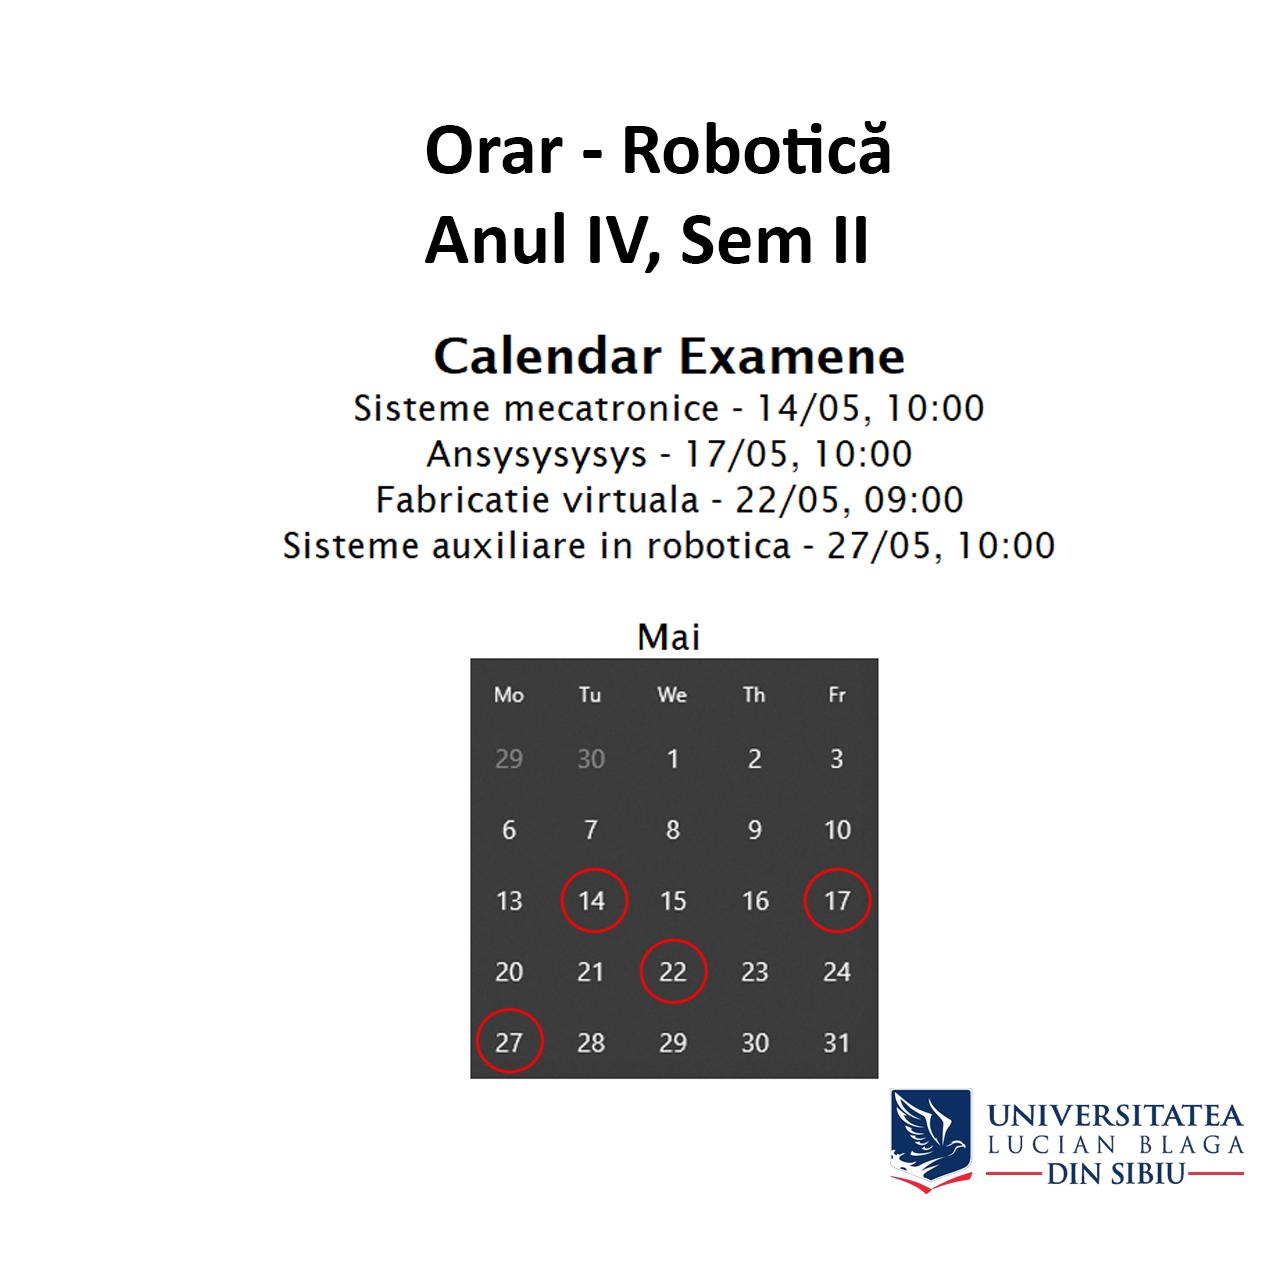 Orar - Robotică
Anul IV, Sem II
Calendar Examene
Sisteme mecatronice - 14/05, 10:00
Ansysysysys - 17/05, 10:00
Fabricatie virtuala - 22/05, 09:00
Sisteme auxiliare in robotica - 27/05, 10:00
Mai
Mo Tu We Th Fr
29 30 1 2 3
6 7 8 9 10
13 14 15 16 17
20 21 22 23 24
27 28 29 30 31
UNIVERSITATEA
LUCIAN BLAGA
DIN SIBIU